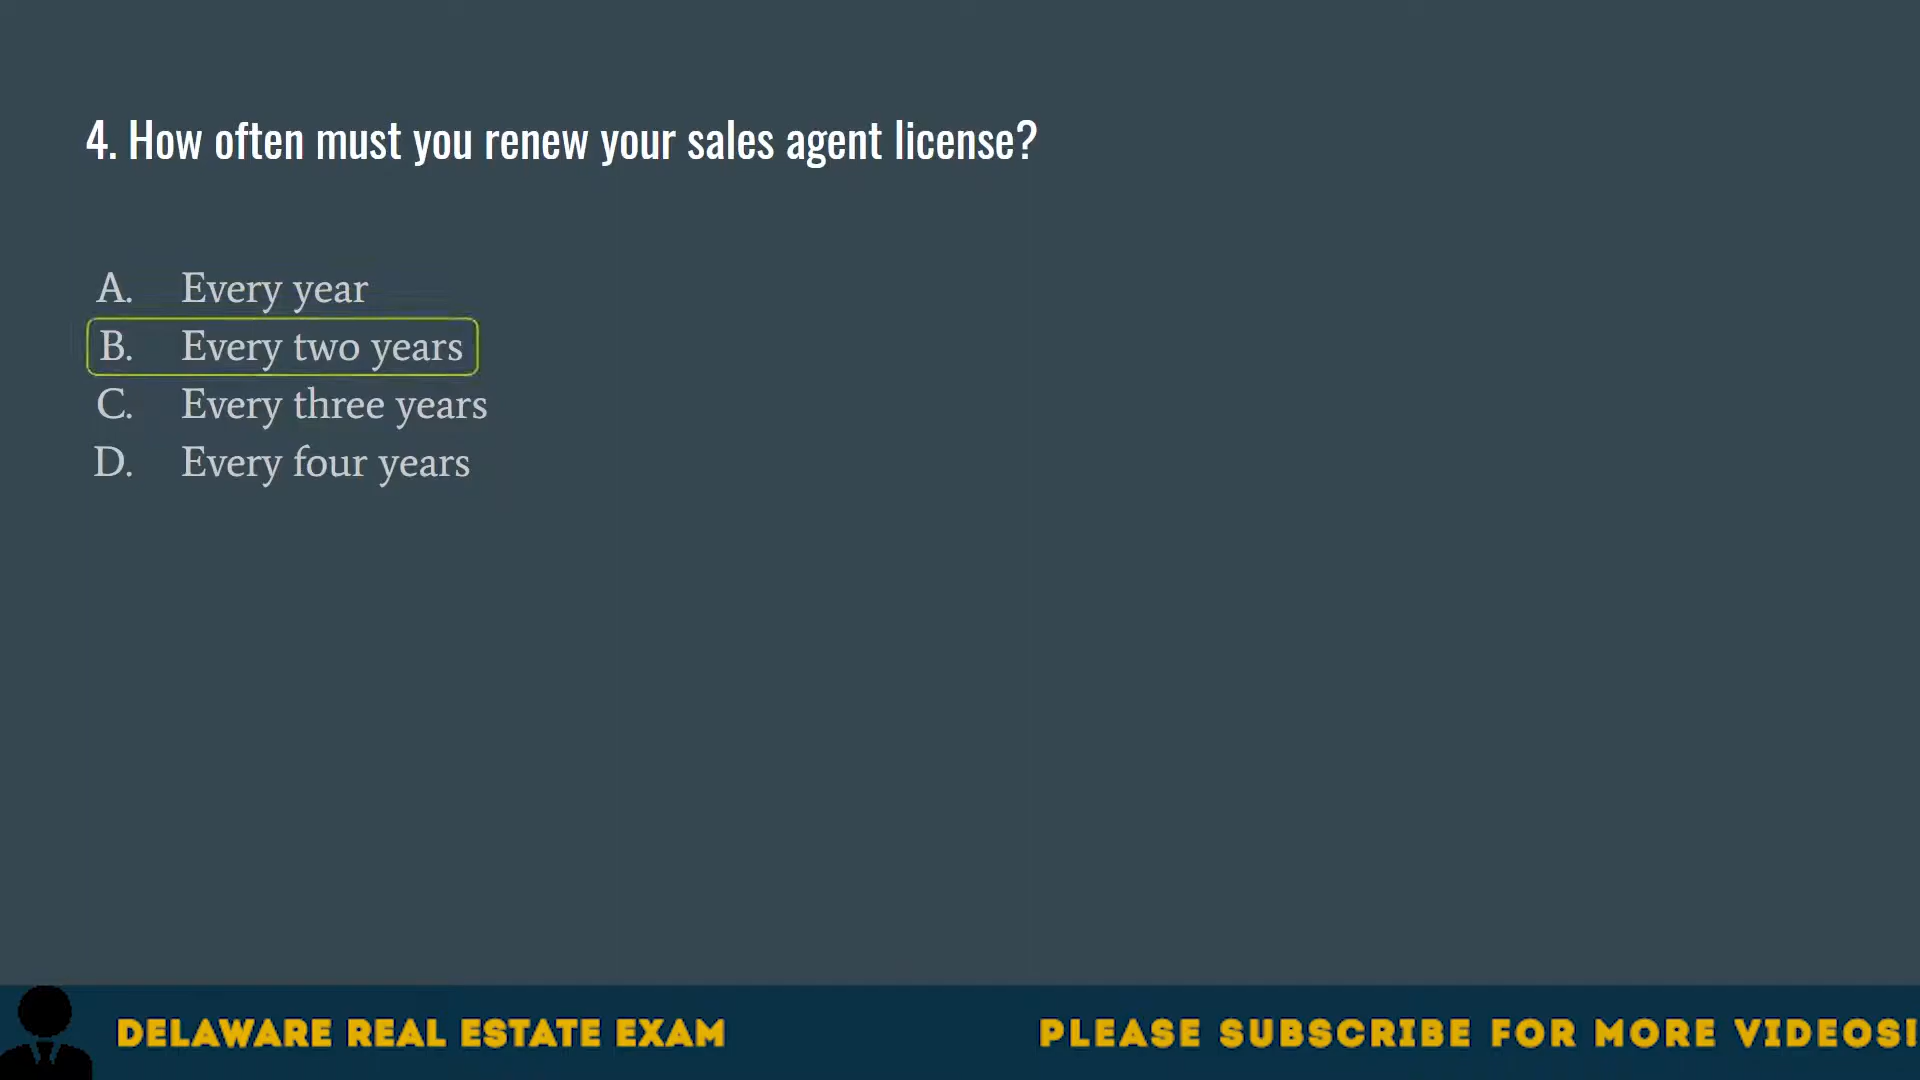 4. How often must you renew your sales agent license?
A. Every year
B. Every two years
C. Every three years
D. Every four years
DELAWARE REAL ESTATE EXAM
PLEASE SUBSCRIBE FOR MORE VIDEOS!